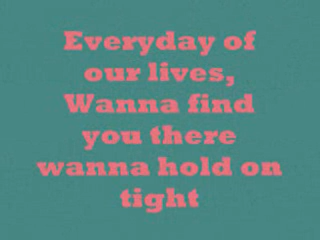 Everyday of
our lives,
Wanna find
you there
wanna hold on
tight